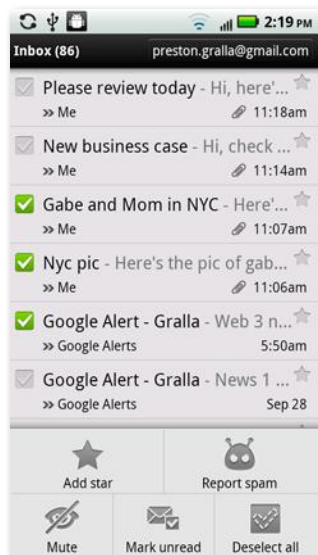 2:19 PM
Inbox (86) preston.gralla@gmail.com
Please review today - Hi, here'...
» Me 11:18am
New business case - Hi, check ...
» Me 11:14am
Gabe and Mom in NYC - Here'...
» Me 11:07am
Nyc pic - Here's the pic of gab...
» Me 11:06am
Google Alert - Gralla - Web 3 n...
» Google Alerts 5:50am
Google Alert - Gralla - News 1 ...
» Google Alerts Sep 28
Add star Report spam
Mute Mark unread Deselect all